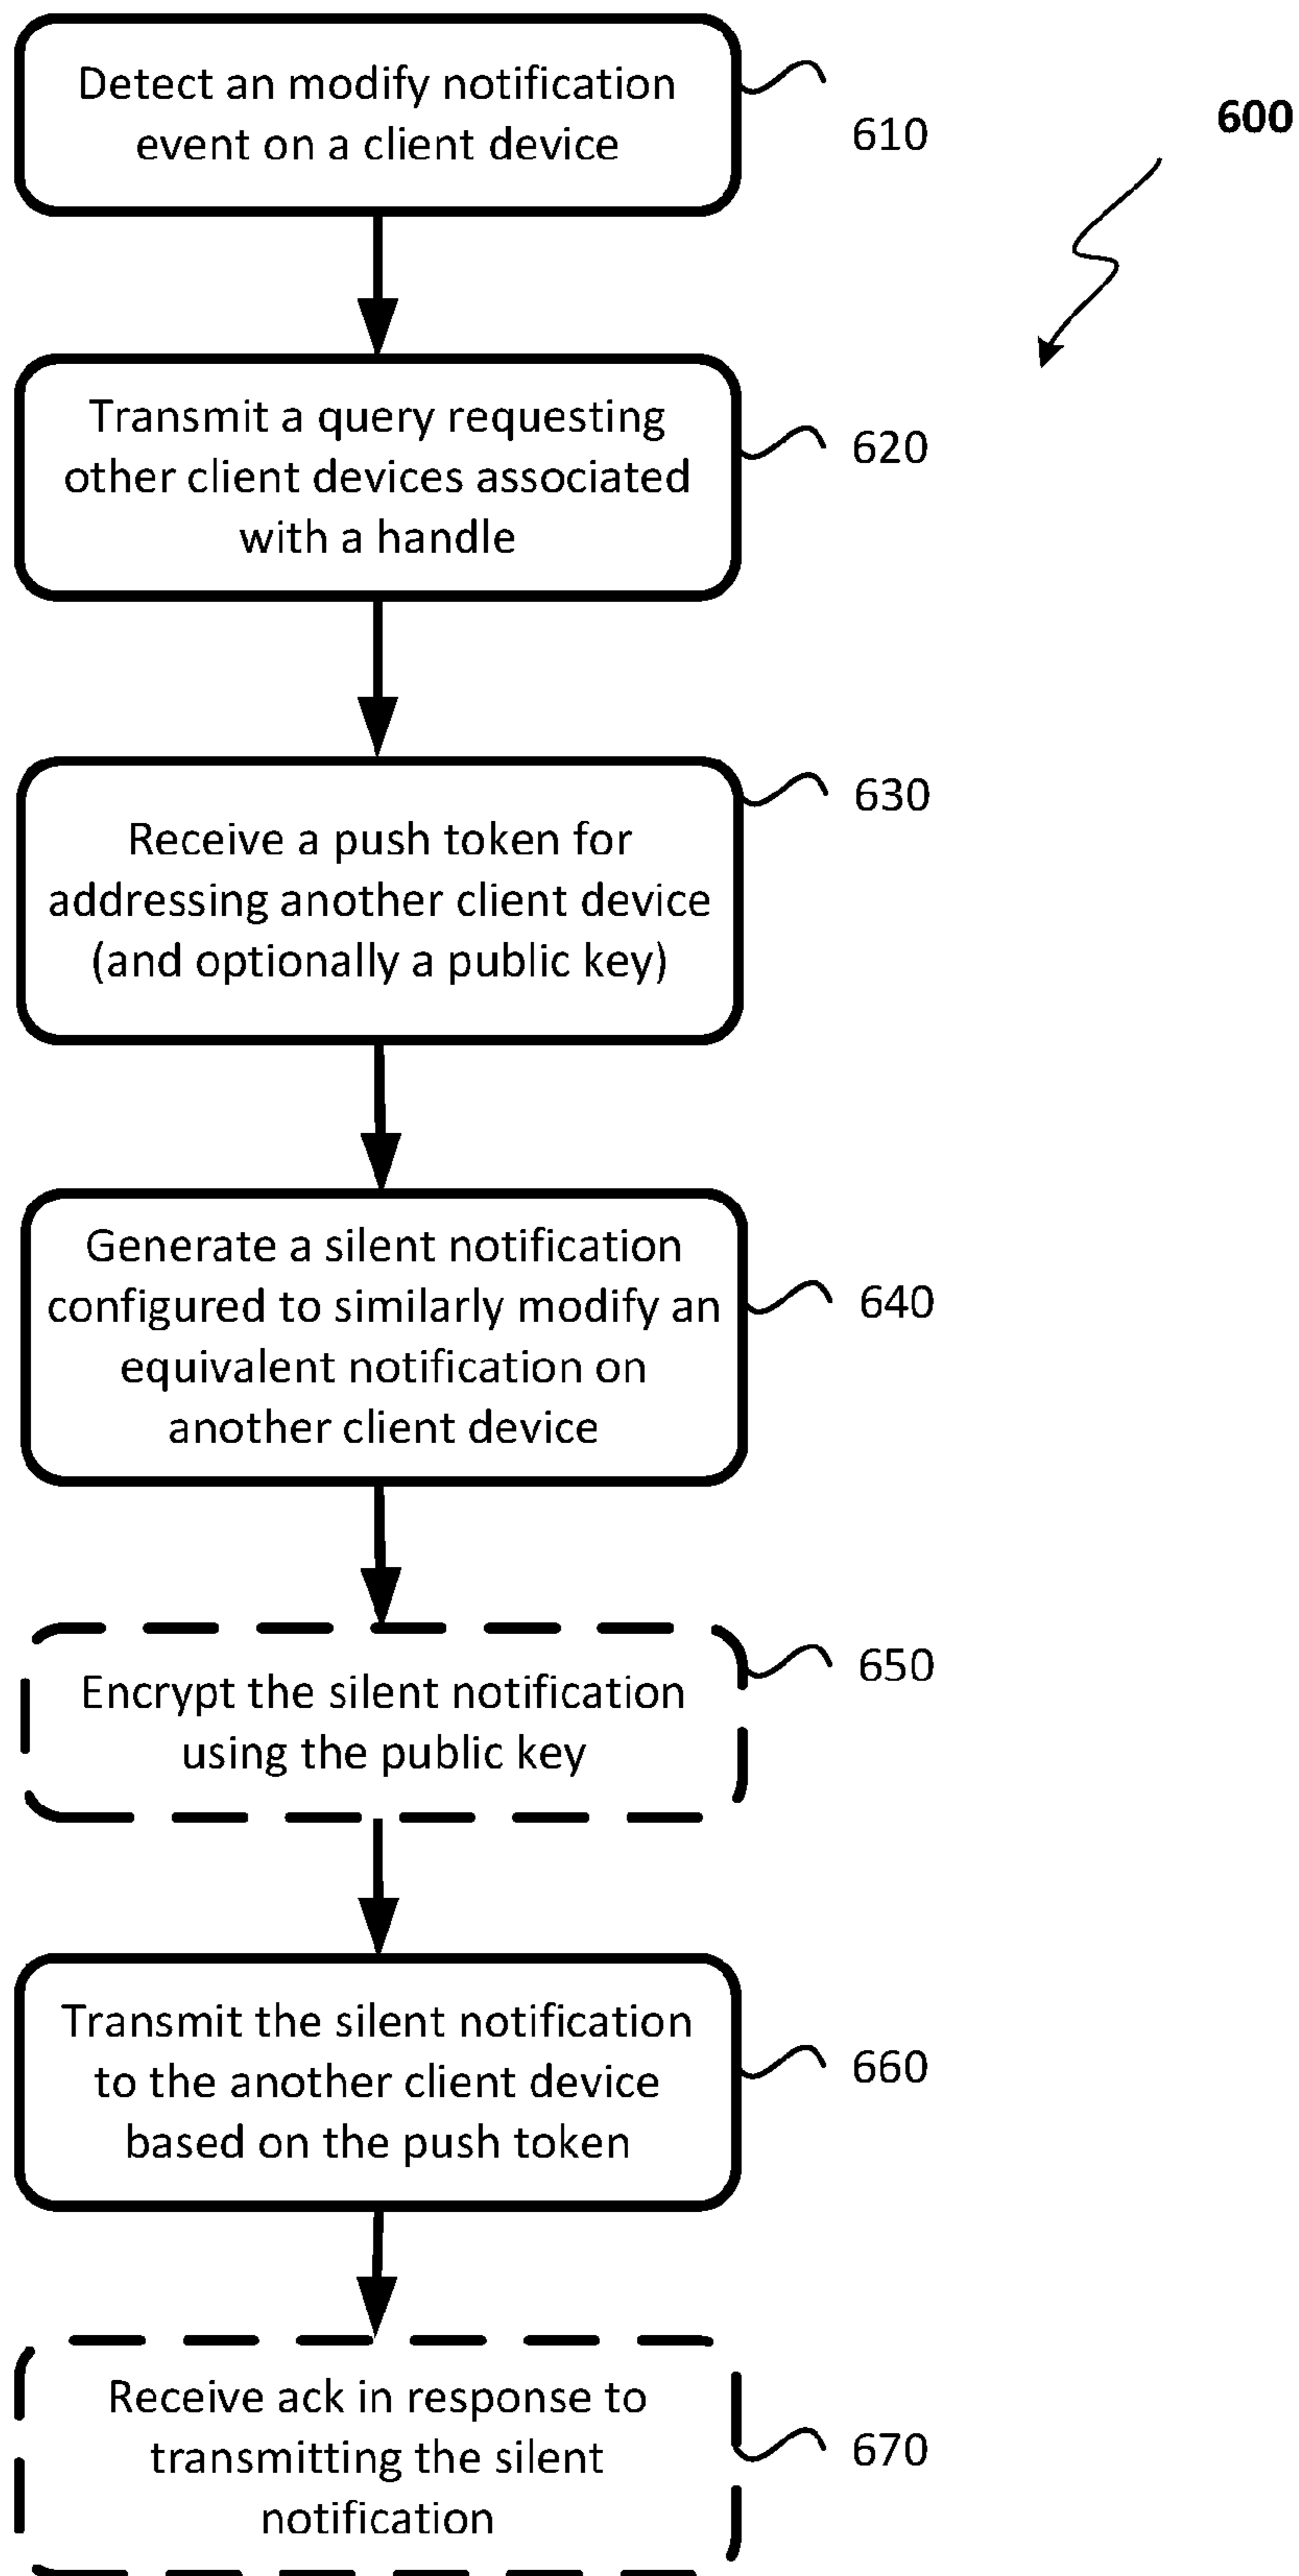 Detect an modify notification
event on a client device
610
600
Transmit a query requesting
other client devices associated
with a handle
620
Receive a push token for
addressing another client device
(and optionally a public key)
630
Generate a silent notification
configured to similarly modify an
equivalent notification on
another client device
640
Encrypt the silent notification
using the public key
650
Transmit the silent notification
to the another client device
based on the push token
660
Receive ack in response to
transmitting the silent
notification
670